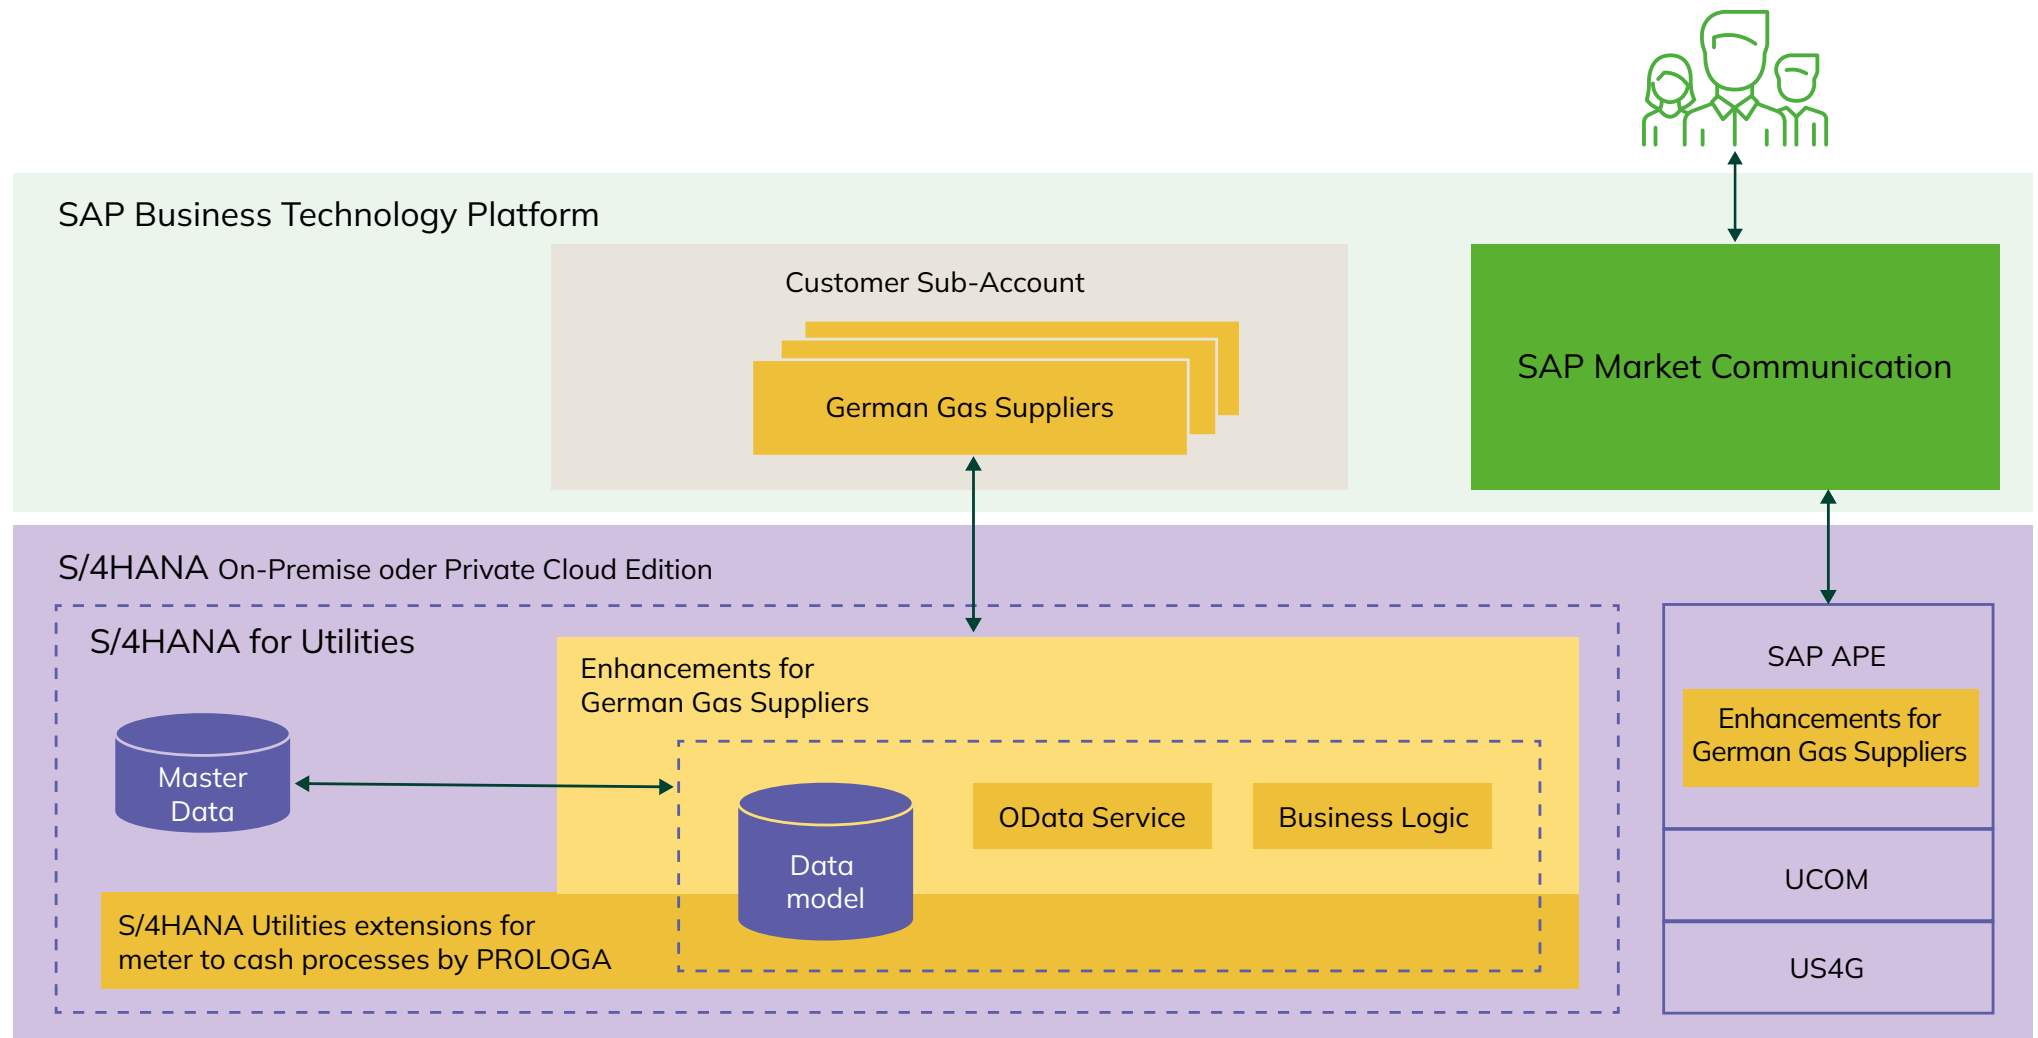 SAP Business Technology Platform
Customer Sub-Account
German Gas Suppliers
SAP Market Communication
S/4HANA On-Premise oder Private Cloud Edition
S/4HANA for Utilities
Enhancements for
German Gas Suppliers
Master
Data
Data
model
OData Service
Business Logic
S/4HANA Utilities extensions for
meter to cash processes by PROLOGA
SAP APE
Enhancements for
German Gas Suppliers
UCOM
US4G